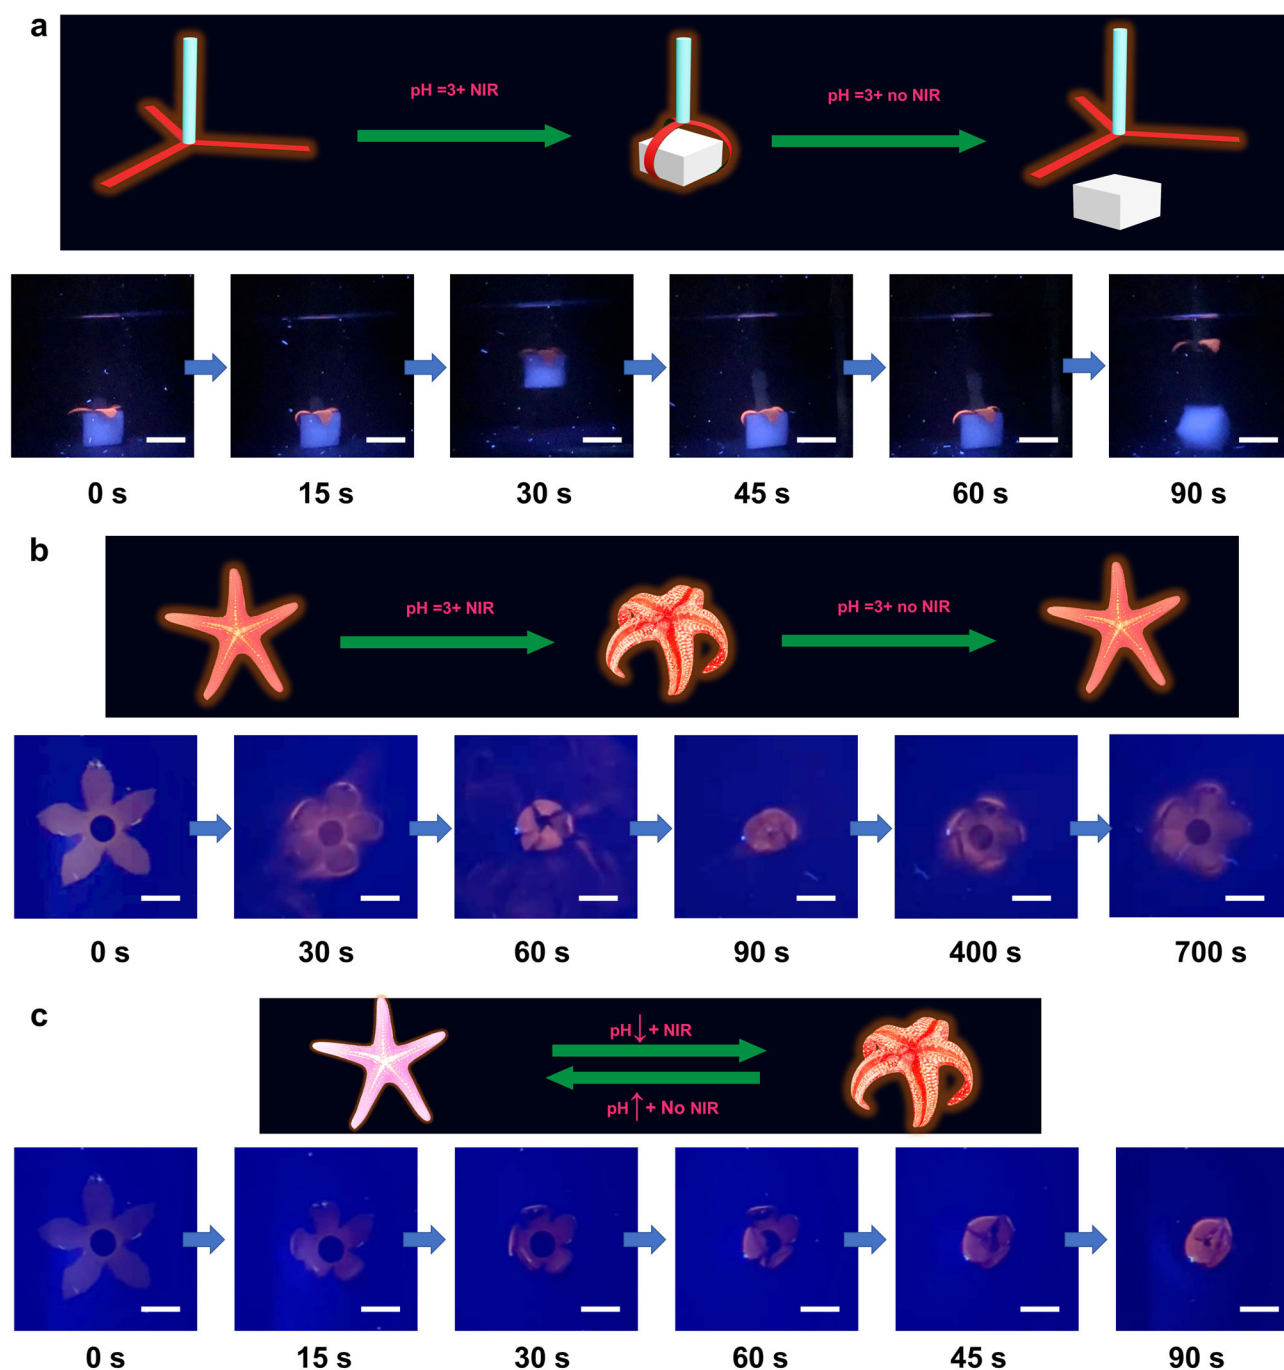 a
pH =3+ NIR
pH =3+ no NIR
0 s
15 s
30 s
45 s
60 s
90 s
b
pH =3+ NIR
pH =3+ no NIR
0 s
30 s
60 s
90 s
400 s
700 s
c
pH↓+ NIR
pH↑+ No NIR
0 s
15 s
30 s
60 s
45 s
90 s